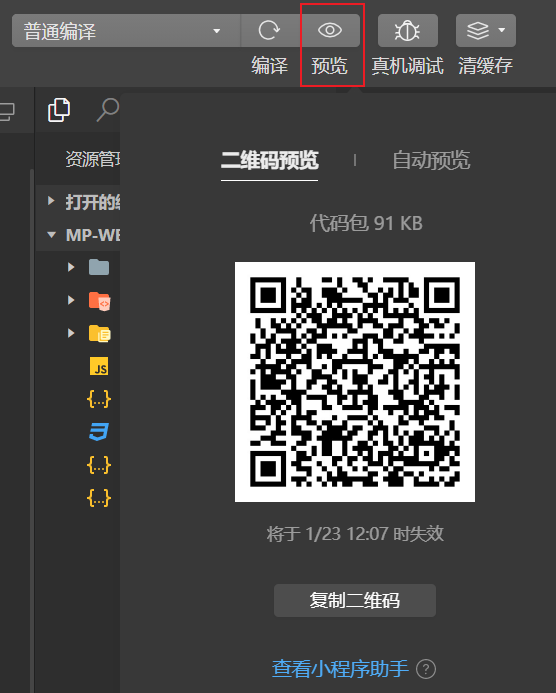 普通编译
编译 预览 真机调试 清缓存
资源管理
二维码预览 自动预览
代码包 91 KB
打开的编
MP-WE
JS
{...}
{...}
{...}
将于 1/23 12:07 时失效
复制二维码
查看小程序助手 ?